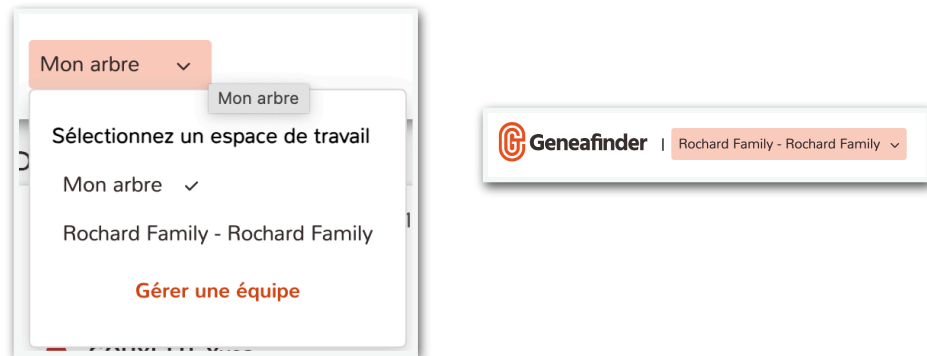 Mon arbre
Mon arbre
Sélectionnez un espace de travail
Mon arbre
Rochard Family - Rochard Family
Gérer une équipe
Geneafinder | Rochard Family - Rochard Family